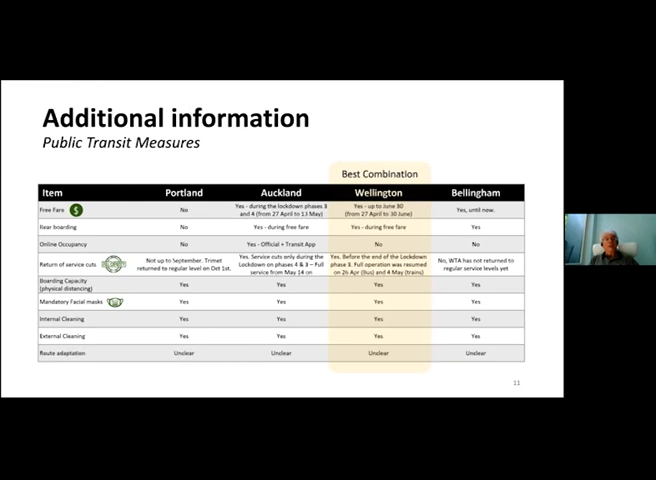 Additional information
Public Transit Measures
Best Combination
Item Portland Auckland Wellington Bellingham
Free Fare $ No Yes - during the lockdown phases 3 and 4 (from 27 April to 13 May) Yes - up to June 30 (from 27 April to 30 June) Yes, until now.
Rear boarding No Yes - during free fare Yes - during free fare Yes
Online Occupancy No Yes - Official + Transit App No No
Return of service cuts Not up to September. Trimet returned to regular level on Oct 1st. Yes. Service cuts only during the Lockdown on phases 4 & 3 – Full service from May 14 on Yes. Before the end of the Lockdown phase 3. Full operation was resumed on 26 Apr (bus) and 4 May (trains) No, WTA has not returned to regular service levels yet
Boarding Capacity (physical distancing) Yes Yes Yes Yes
Mandatory Facial masks Yes Yes Yes Yes
Internal Cleaning Yes Yes Yes Yes
External Cleaning Yes Yes Yes Yes
Route adaptation Unclear Unclear Unclear Unclear
11